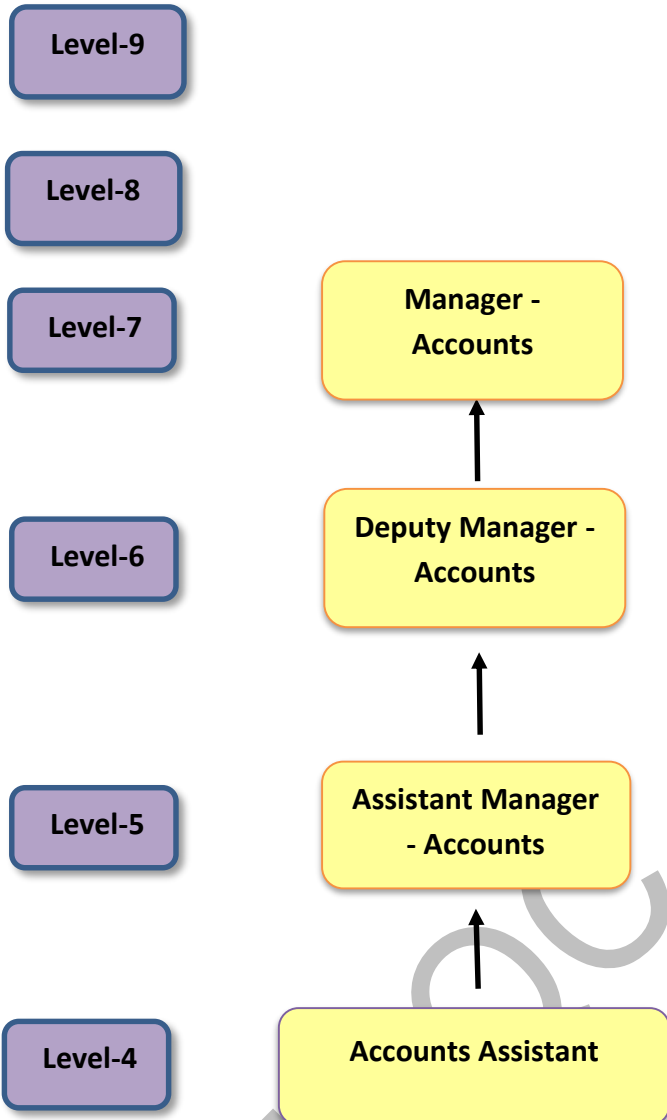 Level-9
Level-8
Level-7
Manager -
Accounts
Level-6
Deputy Manager -
Accounts
Level-5
Assistant Manager
- Accounts
Level-4
Accounts Assistant